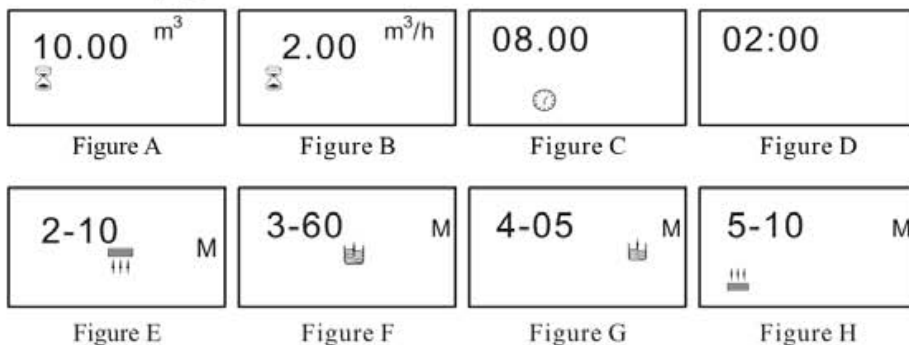 10.00 m³
2.00 m³/h
08.00
02:00
Figure A
Figure B
Figure C
Figure D
2-10 M
3-60 M
4-05 M
5-10 M
Figure E
Figure F
Figure G
Figure H